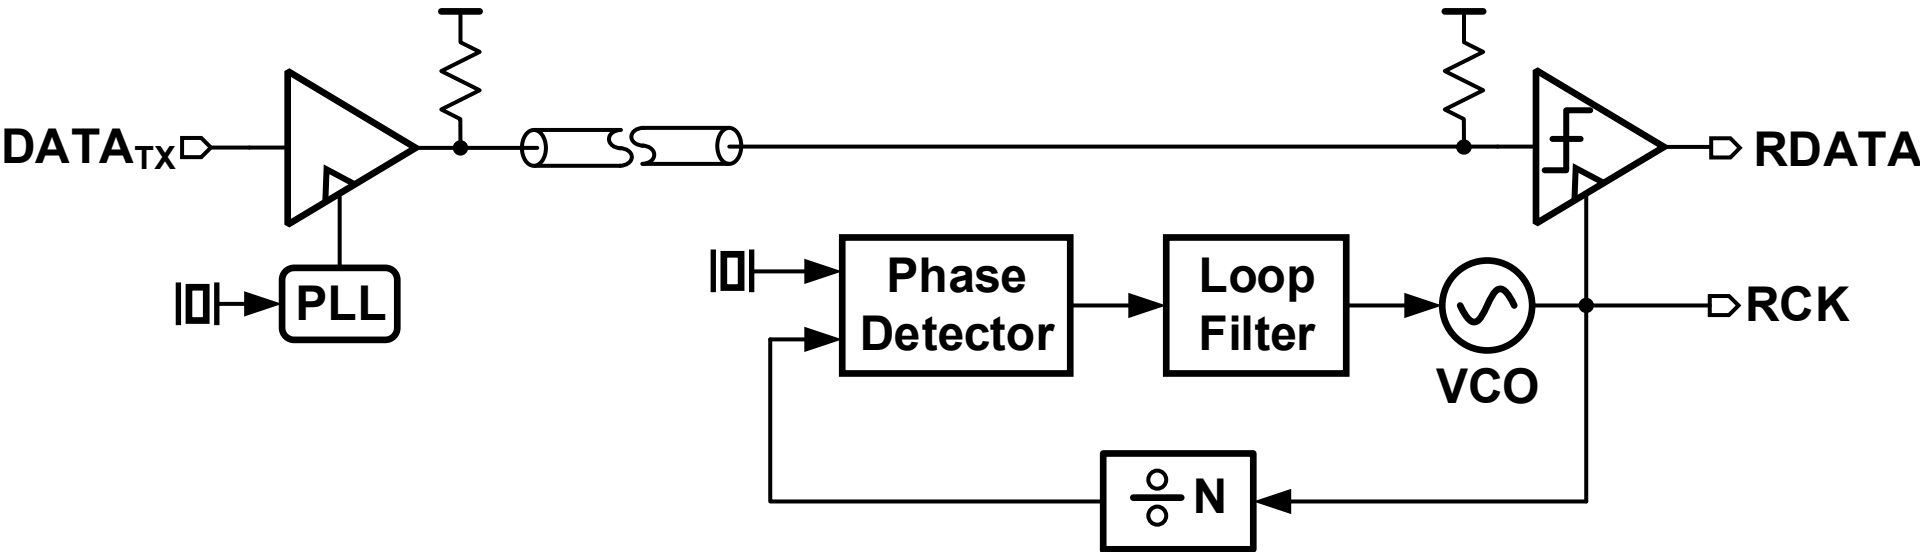 DATATX
RDATA
PLL
Phase
Detector
Loop
Filter
VCO
RCK
÷ N